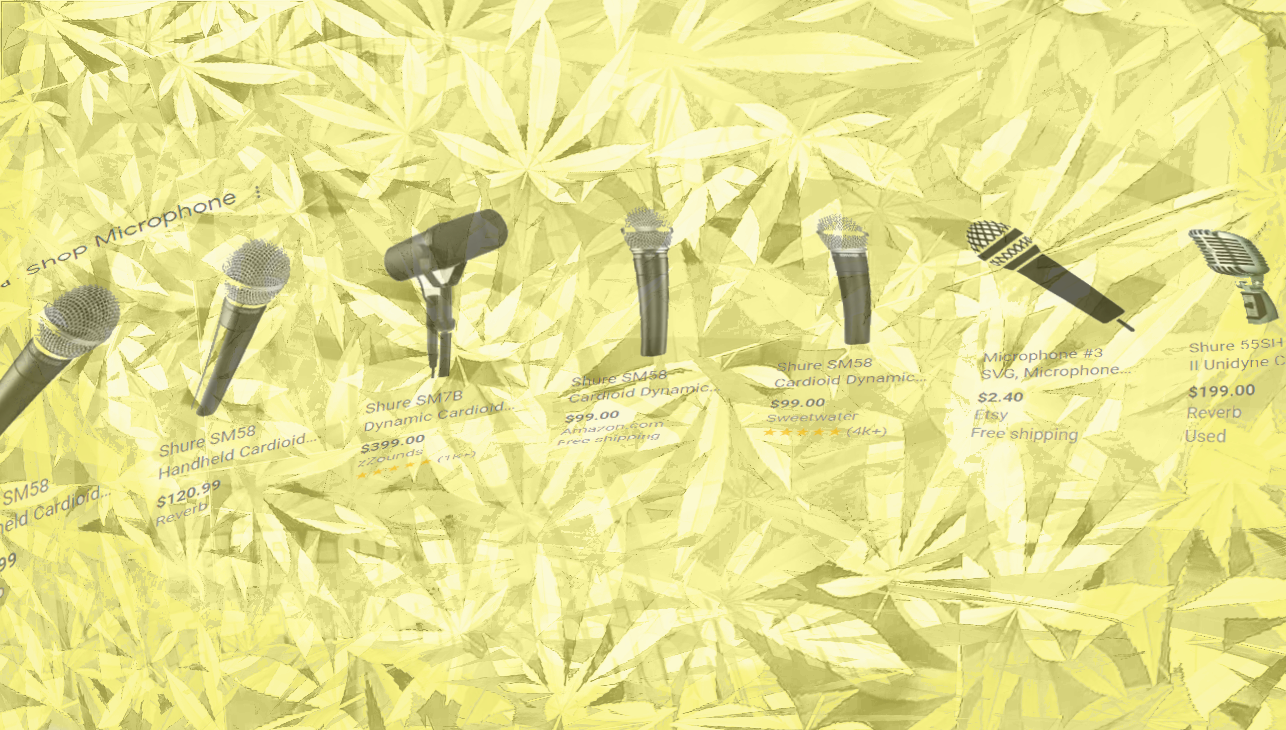 Shop Microphone
SM58
held Cardioid...
99
Shure SM58
Handheld Cardioid...
$120.99
Reverb
Shure SM7B
Dynamic Cardioid...
$399.00
zZounds
(1k+)
Shure SM58
Cardioid Dynamic...
$99.00
Amazon.com
Free shipping
Shure SM58
Cardioid Dynamic...
$99.00
Sweetwater
(4k+)
Microphone #3
SVG, Microphone...
$2.40
Etsy
Free shipping
Shure 55SH
II Unidyne C
$199.00
Reverb
Used